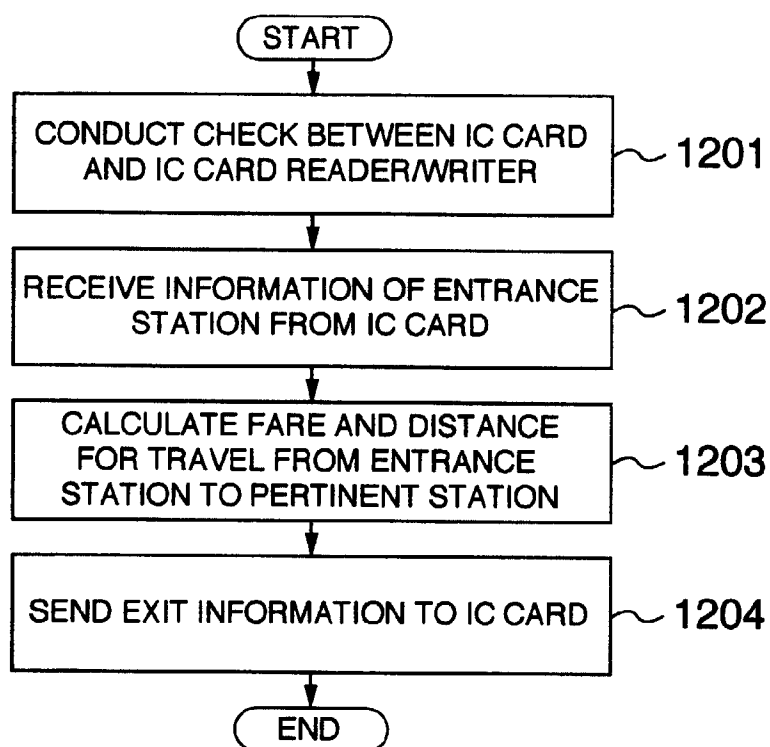 START
CONDUCT CHECK BETWEEN IC CARD
AND IC CARD READER/WRITER
1201
RECEIVE INFORMATION OF ENTRANCE
STATION FROM IC CARD
1202
CALCULATE FARE AND DISTANCE
FOR TRAVEL FROM ENTRANCE
STATION TO PERTINENT STATION
1203
SEND EXIT INFORMATION TO IC CARD
1204
END